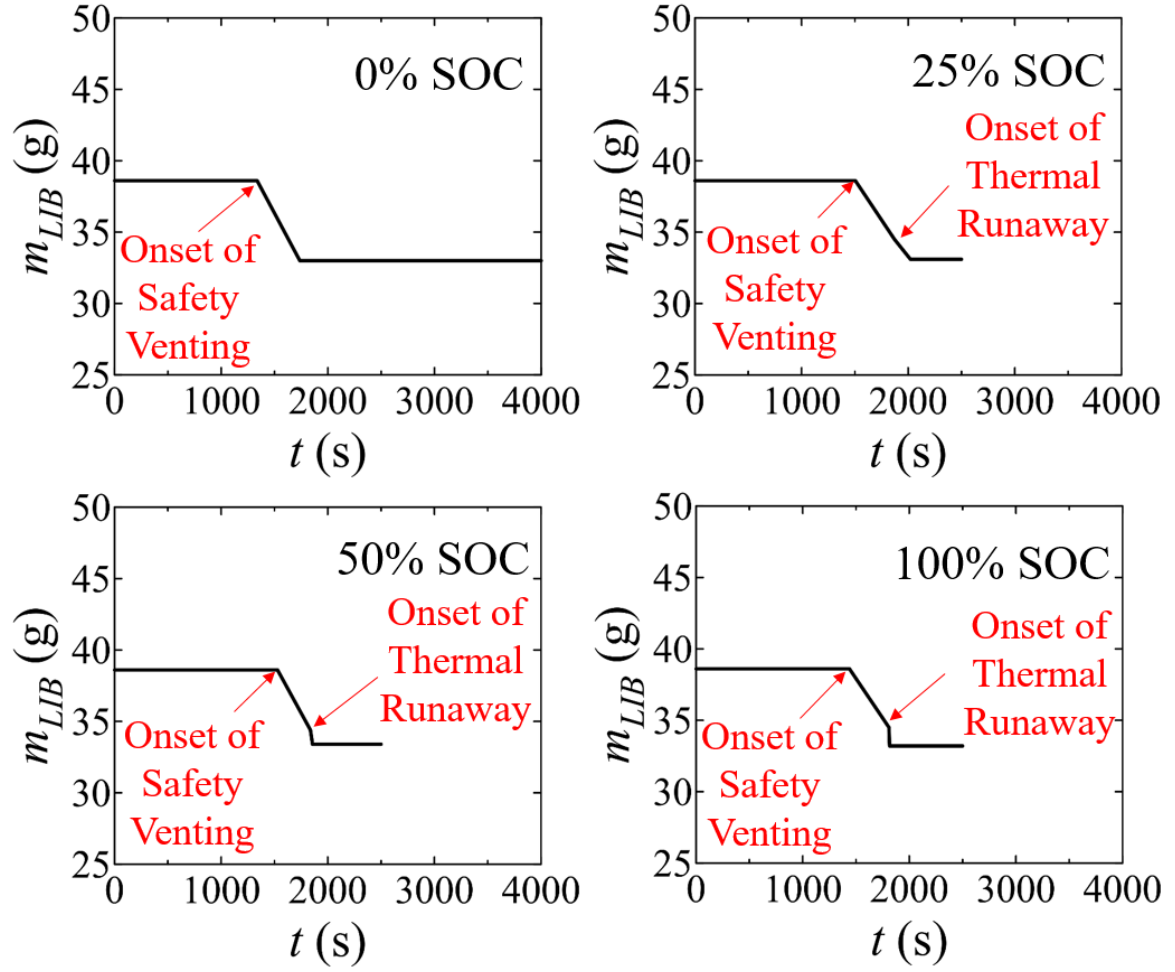 50
45
40
35
30
25
m_LIB (g)
0% SOC
Onset of
Safety
Venting
0 1000 2000 3000 4000
t (s)
50
45
40
35
30
25
m_LIB (g)
25% SOC
Onset of
Thermal
Runaway
Onset of
Safety
Venting
0 1000 2000 3000 4000
t (s)
50
45
40
35
30
25
m_LIB (g)
50% SOC
Onset of
Thermal
Runaway
Onset of
Safety
Venting
0 1000 2000 3000 4000
t (s)
50
45
40
35
30
25
m_LIB (g)
100% SOC
Onset of
Thermal
Runaway
Onset of
Safety
Venting
0 1000 2000 3000 4000
t (s)